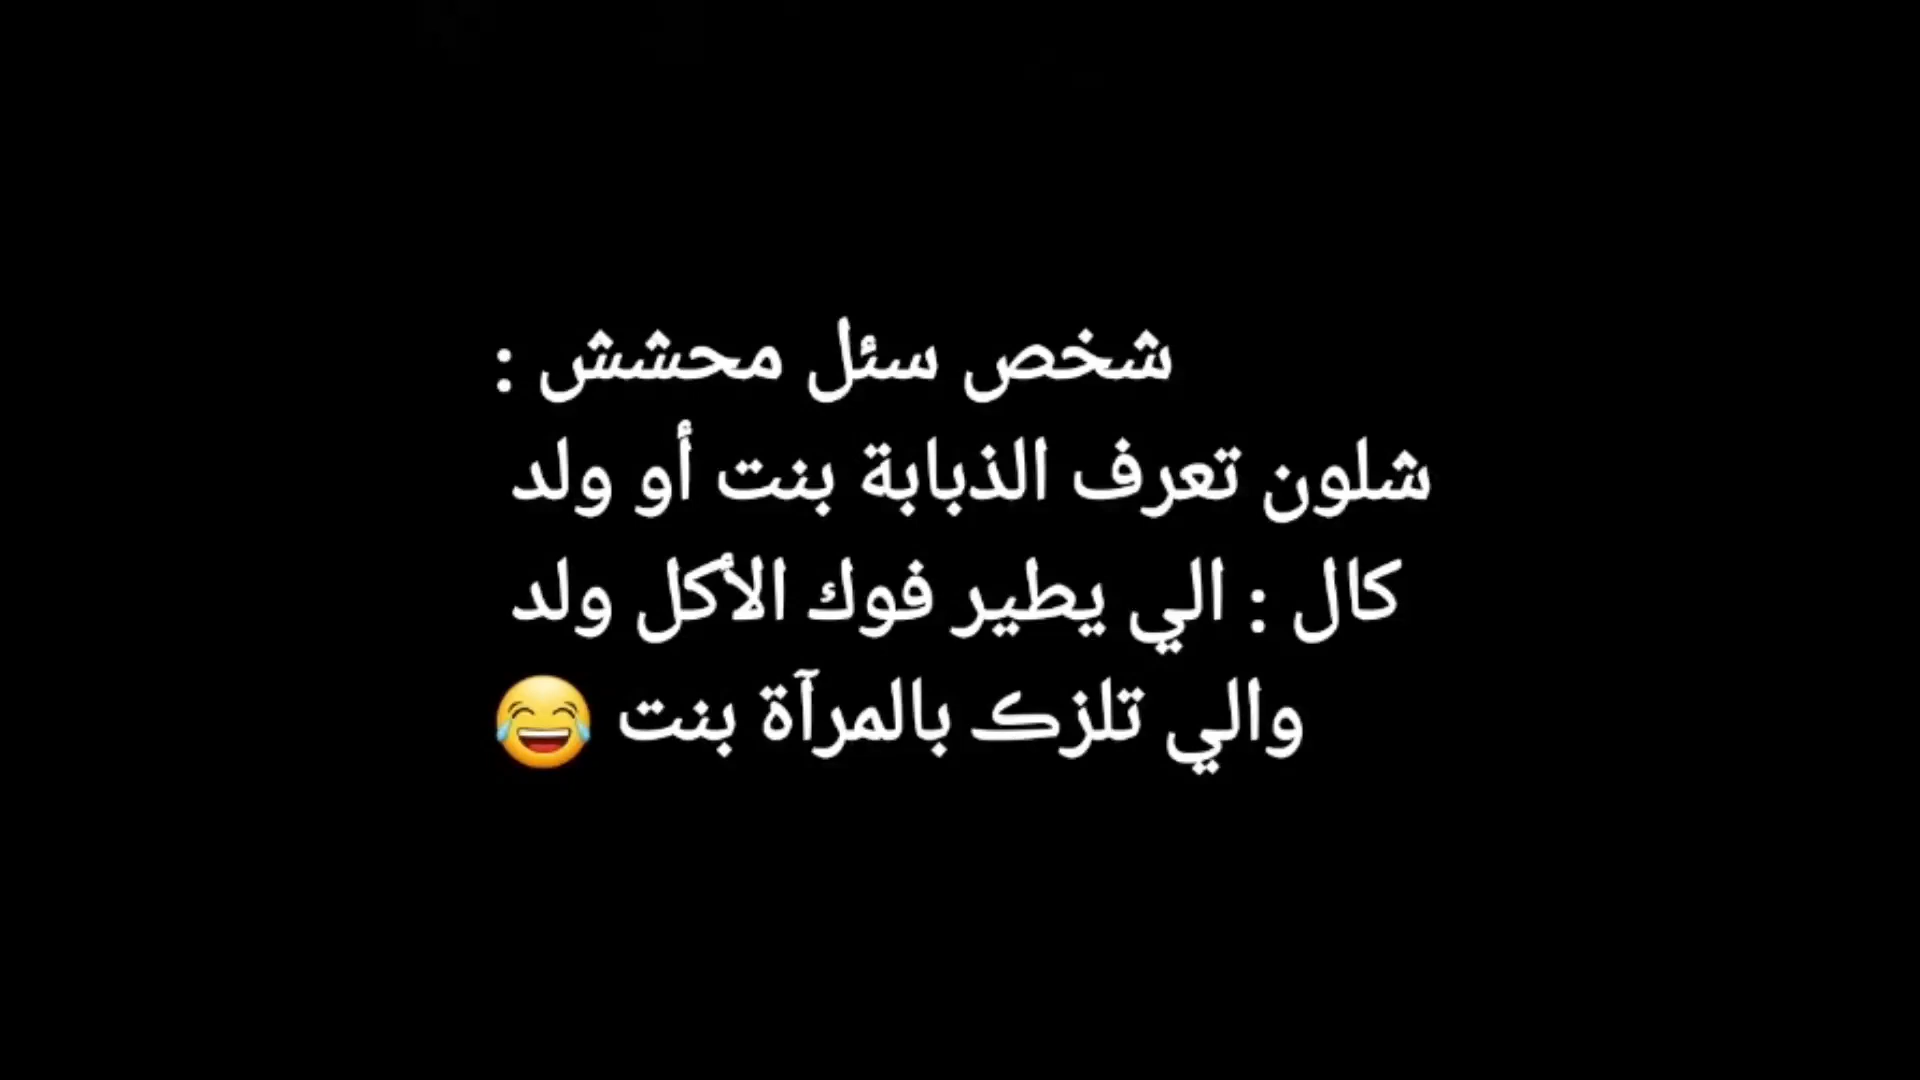 شخص سئل محشش :
شلون تعرف الذبابة بنت أو ولد
كال : الي يطير فوك الأكل ولد
والي تلزك بالمرآة بنت 😂